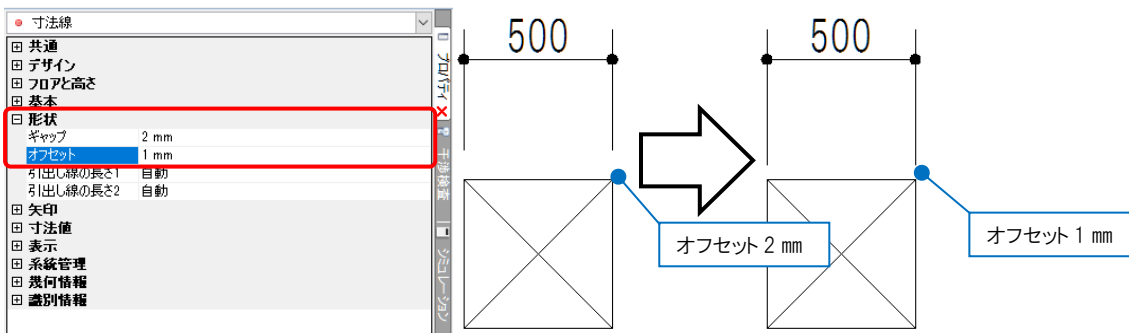 寸法線
共通
デザイン
フロアと高さ
基本
形状
ギャップ 2 mm
オフセット 1 mm
引出し線の長さ1 自動
引出し線の長さ2 自動
矢印
寸法値
表示
系統管理
幾何情報
識別情報
プロパティ
干渉検査
シミュレーション
500
500
オフセット 2 mm
オフセット 1 mm